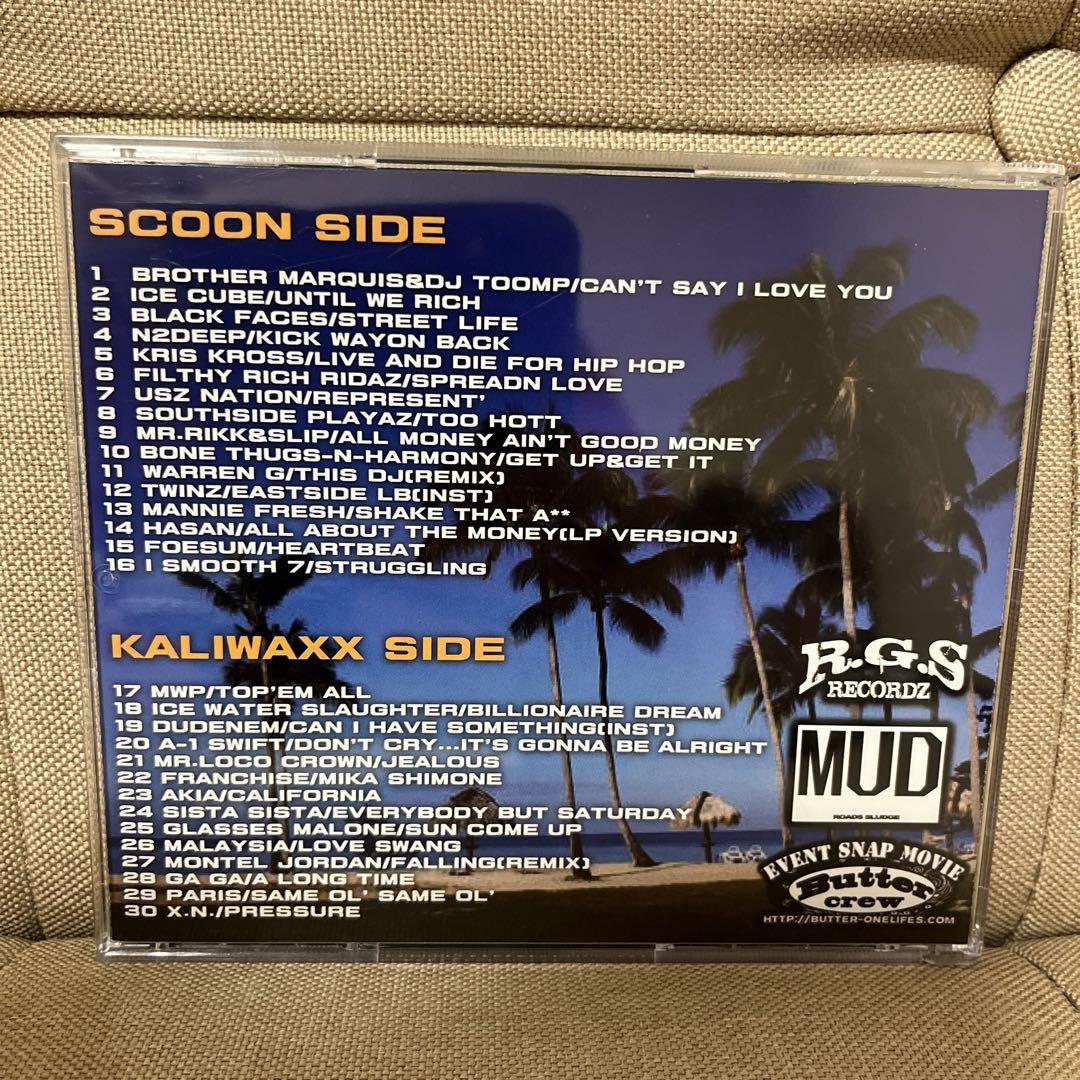 SCOON SIDE
1 BROTHER MARQUIS&DJ TOOMP/CAN'T SAY I LOVE YOU
2 ICE CUBE/UNTIL WE RICH
3 BLACK FACES/STREET LIFE
4 N2DEEP/KICK WAYON BACK
5 KRIS KROSS/LIVE AND DIE FOR HIP HOP
6 FILTHY RICH RIDAZ/SPREADN LOVE
7 USZ NATION/REPRESENT'
8 SOUTHSIDE PLAYAZ/TOO HOTT
9 MR.RIKK&SLIP/ALL MONEY AIN'T GOOD MONEY
10 BONE THUGS-N-HARMONY/GET UP&GET IT
11 WARREN G/THIS DJ(REMIX)
12 TWINZ/EASTSIDE LB(INST)
13 MANNIE FRESH/SHAKE THAT A**
14 HASAN/ALL ABOUT THE MONEY(LP VERSION)
15 FOESUM/HEARTBEAT
16 I SMOOTH 7/STRUGGLING
KALIWAXX SIDE
17 MWP/TOP'EM ALL
18 ICE WATER SLAUGHTER/BILLIONAIRE DREAM
19 DUDENEM/CAN I HAVE SOMETHING(INST)
20 A-1 SWIFT/DON'T CRY...IT'S GONNA BE ALRIGHT
21 MR.LOCO CROWN/JEALOUS
22 FRANCHISE/MIKA SHIMONE
23 AKIA/CALIFORNIA
24 SISTA SISTA/EVERYBODY BUT SATURDAY
25 GLASSES MALONE/SUN COME UP
26 MALAYSIA/LOVE SWANG
27 MONTEL JORDAN/FALLING(REMIX)
28 GA GA/A LONG TIME
29 PARIS/SAME OL' SAME OL'
30 X.N./PRESSURE
R.G.S
RECORDZ
MUD
ROADS SLUDGE
EVENT SNAP MOVIE
Butter
crew
HTTP://BUTTER-ONELIFES.COM